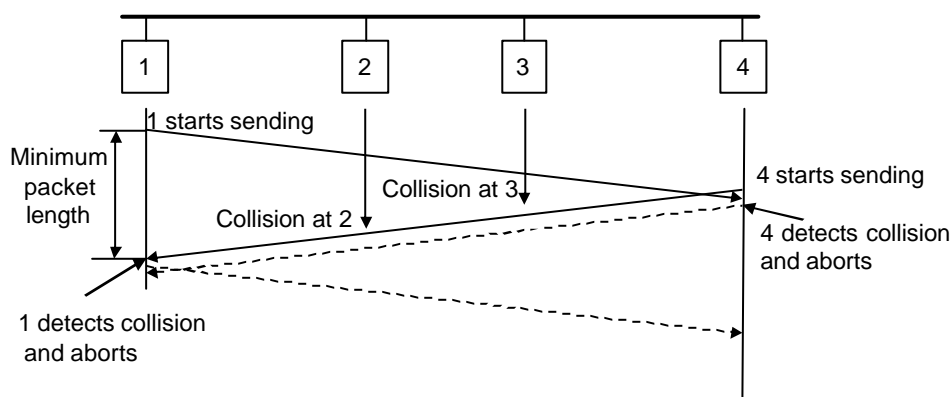 1
2
3
4
1 starts sending
Minimum
packet
length
Collision at 3
4 starts sending
Collision at 2
4 detects collision
and aborts
1 detects collision
and aborts